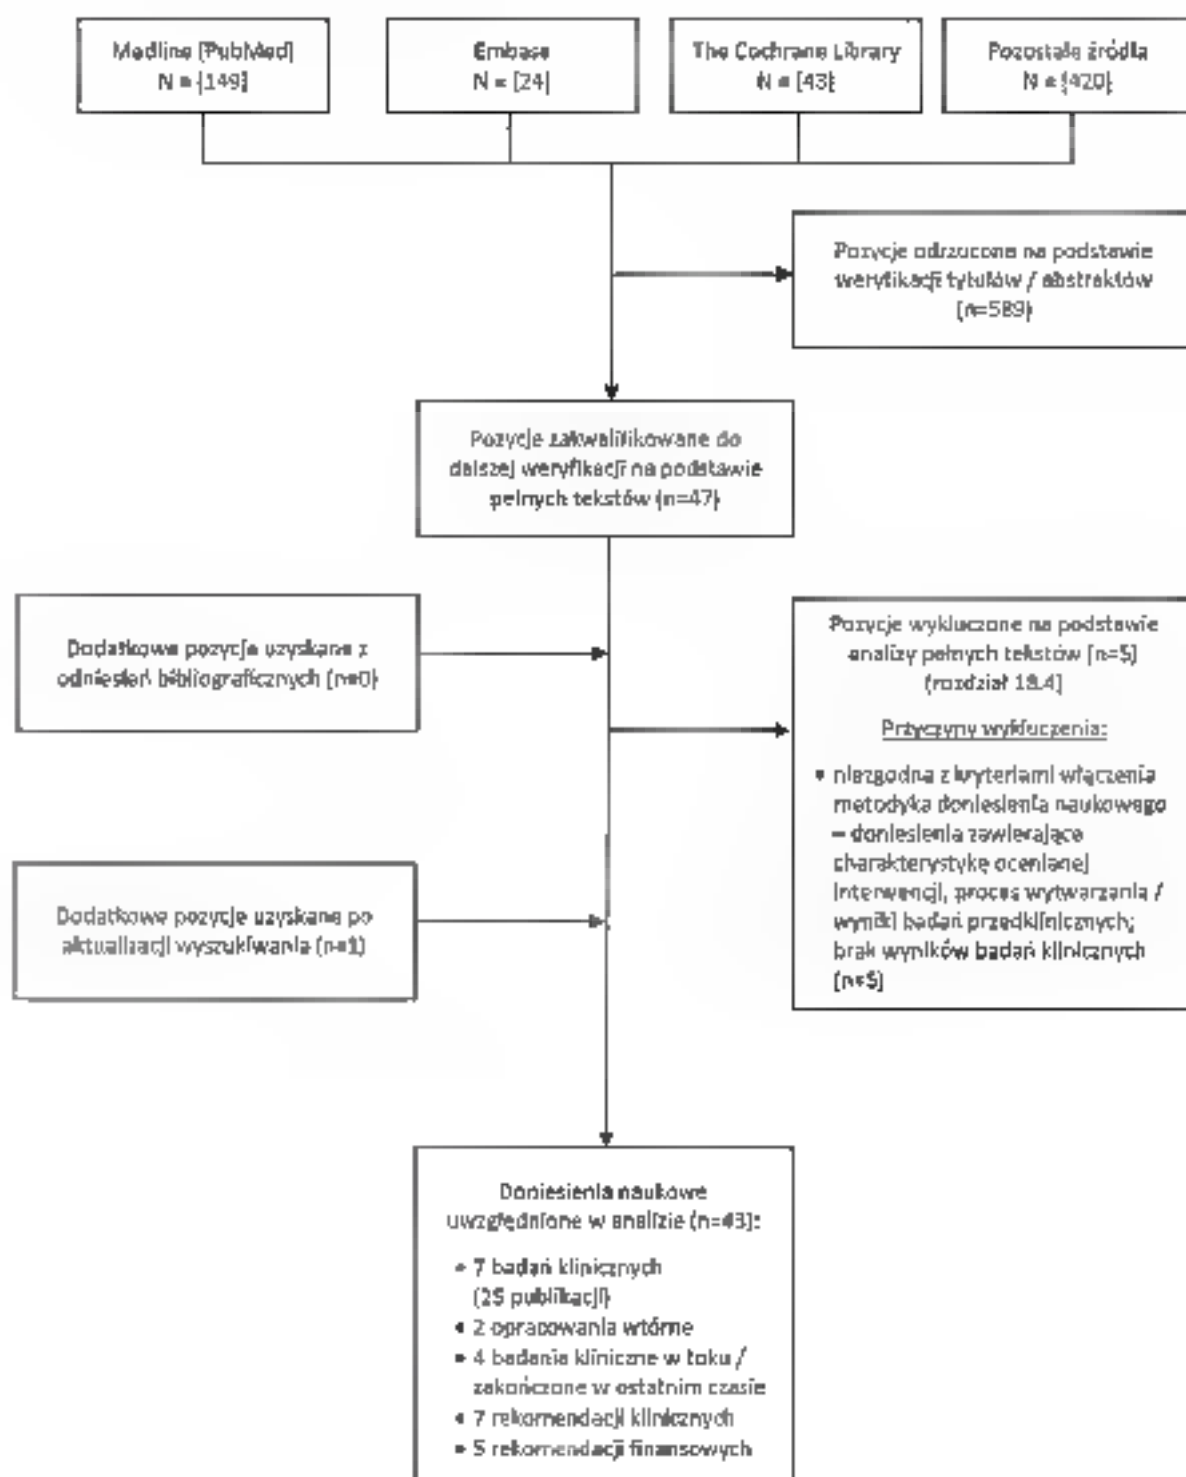 Medline (PubMed)
N = [149]
Embase
N = [24]
The Cochrane Library
N = [43]
Pozostałe źródła
N = [420]
Pozycje odrzucone na podstawie
weryfikacji tytułów / abstraktów
(n=589)
Pozycje zakwalifikowane do
dalszej weryfikacji na podstawie
pełnych tekstów (n=47)
Dodatkowe pozycje uzyskane z
odniesień bibliograficznych (n=0)
Pozycje wykluczone na podstawie
analizy pełnych tekstów (n=5)
(rozdział 18.4)
Przyczyny wykluczenia:
• niezgodna z kryteriami włączenia
metodyka doniesienia naukowego
– doniesienia zawierające
charakterystykę ocenianej
interwencji, proces wytwarzania /
wyniki badań przedklinicznych;
brak wyników badań klinicznych
(n=5)
Dodatkowe pozycje uzyskane po
aktualizacji wyszukiwania (n=1)
Doniesienia naukowe
uwzględnione w analizie (n=43):
• 7 badań klinicznych
(25 publikacji)
• 2 opracowania wtórne
• 4 badania kliniczne w toku /
zakończone w ostatnim czasie
• 7 rekomendacji klinicznych
• 5 rekomendacji finansowych